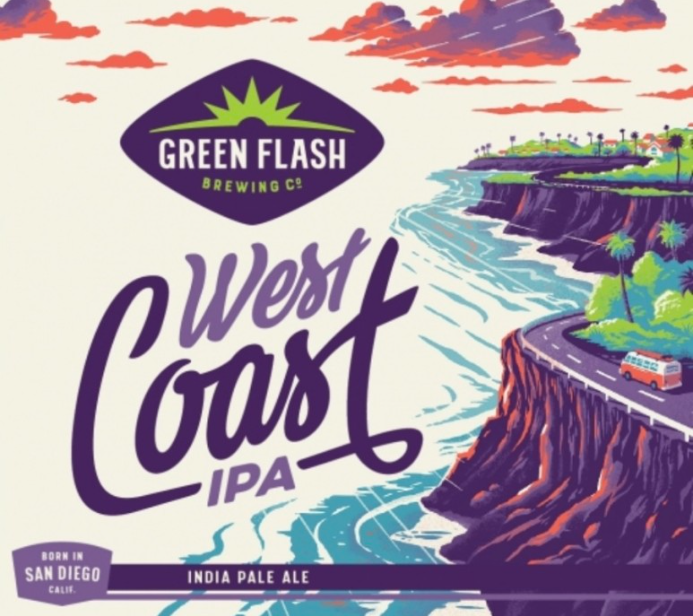 GREEN FLASH
BREWING Cº
West
Coast
IPA
BORN IN
SAN DIEGO
CALIF.
INDIA PALE ALE